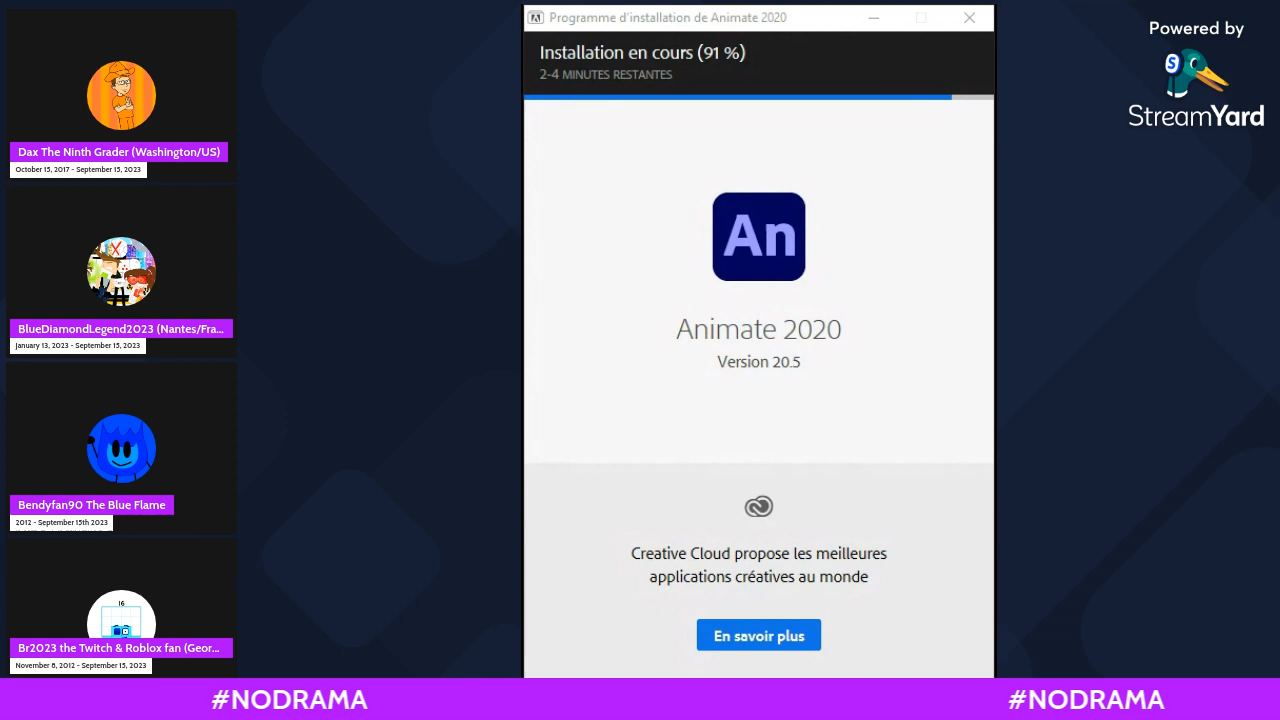 Dax The Ninth Grader (Washington/US)
October 15, 2017 - September 15, 2023
BlueDiamondLegend2023 (Nantes/Fra...
January 13, 2023 - September 15, 2023
Bendyfan90 The Blue Flame
2012 - September 15th 2023
16
Br2023 the Twitch & Roblox fan (Geor...
November 8, 2012 - September 15, 2023
Programme d'installation de Animate 2020
Installation en cours (91 %)
2-4 MINUTES RESTANTES
An
Animate 2020
Version 20.5
Creative Cloud propose les meilleures
applications créatives au monde
En savoir plus
Powered by
S
StreamYard
#NODRAMA
#NODRAMA